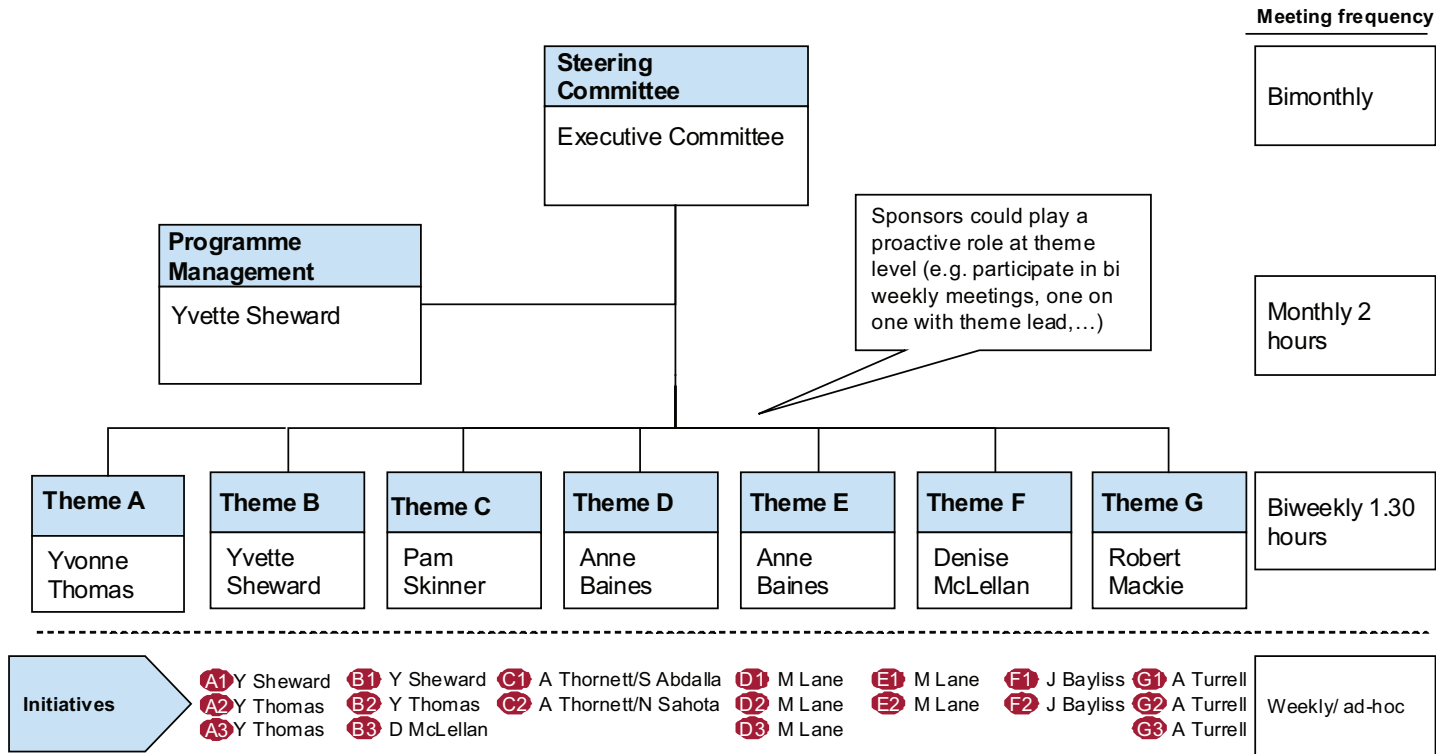 Meeting frequency
Steering
Committee
Executive Committee
Bimonthly
Programme
Management
Yvette Sheward
Sponsors could play a
proactive role at theme
level (e.g. participate in bi
weekly meetings, one on
one with theme lead,…)
Monthly 2
hours
Theme A
Yvonne
Thomas
Theme B
Yvette
Sheward
Theme C
Pam
Skinner
Theme D
Anne
Baines
Theme E
Anne
Baines
Theme F
Denise
McLellan
Theme G
Robert
Mackie
Biweekly 1.30
hours
Initiatives
A1 Y Sheward
A2 Y Thomas
A3 Y Thomas
B1 Y Sheward
B2 Y Thomas
B3 D McLellan
C1 A Thornett/S Abdalla
C2 A Thornett/N Sahota
D1 M Lane
D2 M Lane
D3 M Lane
E1 M Lane
E2 M Lane
F1 J Bayliss
F2 J Bayliss
G1 A Turrell
G2 A Turrell
G3 A Turrell
Weekly/ ad-hoc